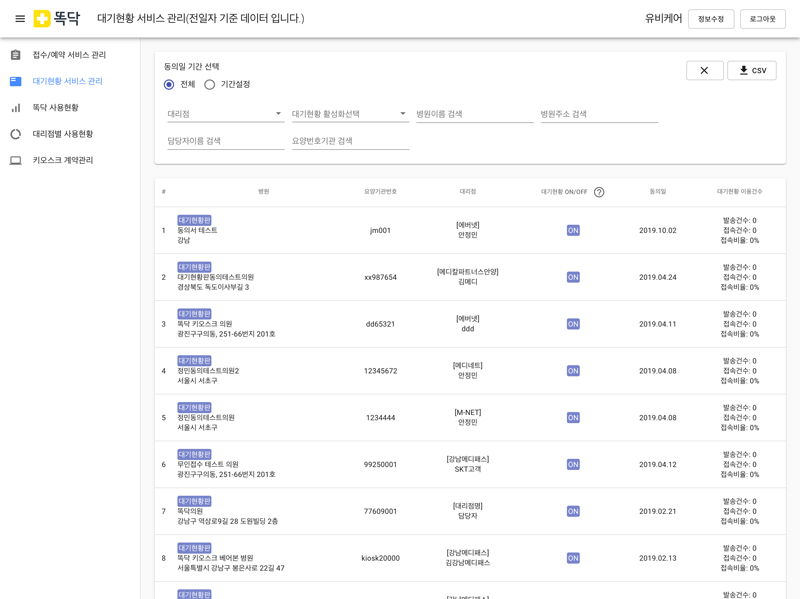 똑닥
대기현황 서비스 관리(전일자 기준 데이터 입니다.)
유비케어
정보수정
로그아웃
접수/예약 서비스 관리
대기현황 서비스 관리
똑닥 사용현황
대리점별 사용현황
키오스크 계약관리
동의일 기간 선택
전체
기간설정
CSV
대리점
대기현황 활성화선택
병원이름 검색
병원주소 검색
담당자이름 검색
요양번호기관 검색
# 병원 요양기관번호 대리점 대기현황 ON/OFF ? 동의일 대기현황 이용건수
1
대기현황판
동의서 테스트
강남
jm001
[에버넷]
안정민
ON
2019.10.02
발송건수: 0
접속건수: 0
접속비율: 0%
2
대기현황판
대기현황판동의테스트의원
경상북도 독도이사부길 3
xx987654
[메디칼파트너스안양]
김메디
ON
2019.04.24
발송건수: 0
접속건수: 0
접속비율: 0%
3
대기현황판
똑닥 키오스크 의원
광진구구의동, 251-66번지 201호
dd65321
[에버넷]
ddd
ON
2019.04.11
발송건수: 0
접속건수: 0
접속비율: 0%
4
대기현황판
정민동의테스트의원2
서울시 서초구
12345672
[메디네트]
안정민
ON
2019.04.08
발송건수: 0
접속건수: 0
접속비율: 0%
5
대기현황판
정민동의테스트의원
서울시 서초구
1234444
[M-NET]
안정민
ON
2019.04.08
발송건수: 0
접속건수: 0
접속비율: 0%
6
대기현황판
무인접수 테스트 의원
광진구구의동, 251-66번지 201호
99250001
[강남메디패스]
SKT고객
ON
2019.04.12
발송건수: 0
접속건수: 0
접속비율: 0%
7
대기현황판
똑닥의원
강남구 역삼로9길 28 도원빌딩 2층
77609001
[대리점명]
담당자
ON
2019.02.21
발송건수: 0
접속건수: 0
접속비율: 0%
8
대기현황판
똑닥 키오스크 베어본 병원
서울특별시 강남구 봉은사로 22길 47
kiosk20000
[강남메디패스]
김강남메디패스
ON
2019.02.13
발송건수: 0
접속건수: 0
접속비율: 0%
대기현황판
발송건수: 0